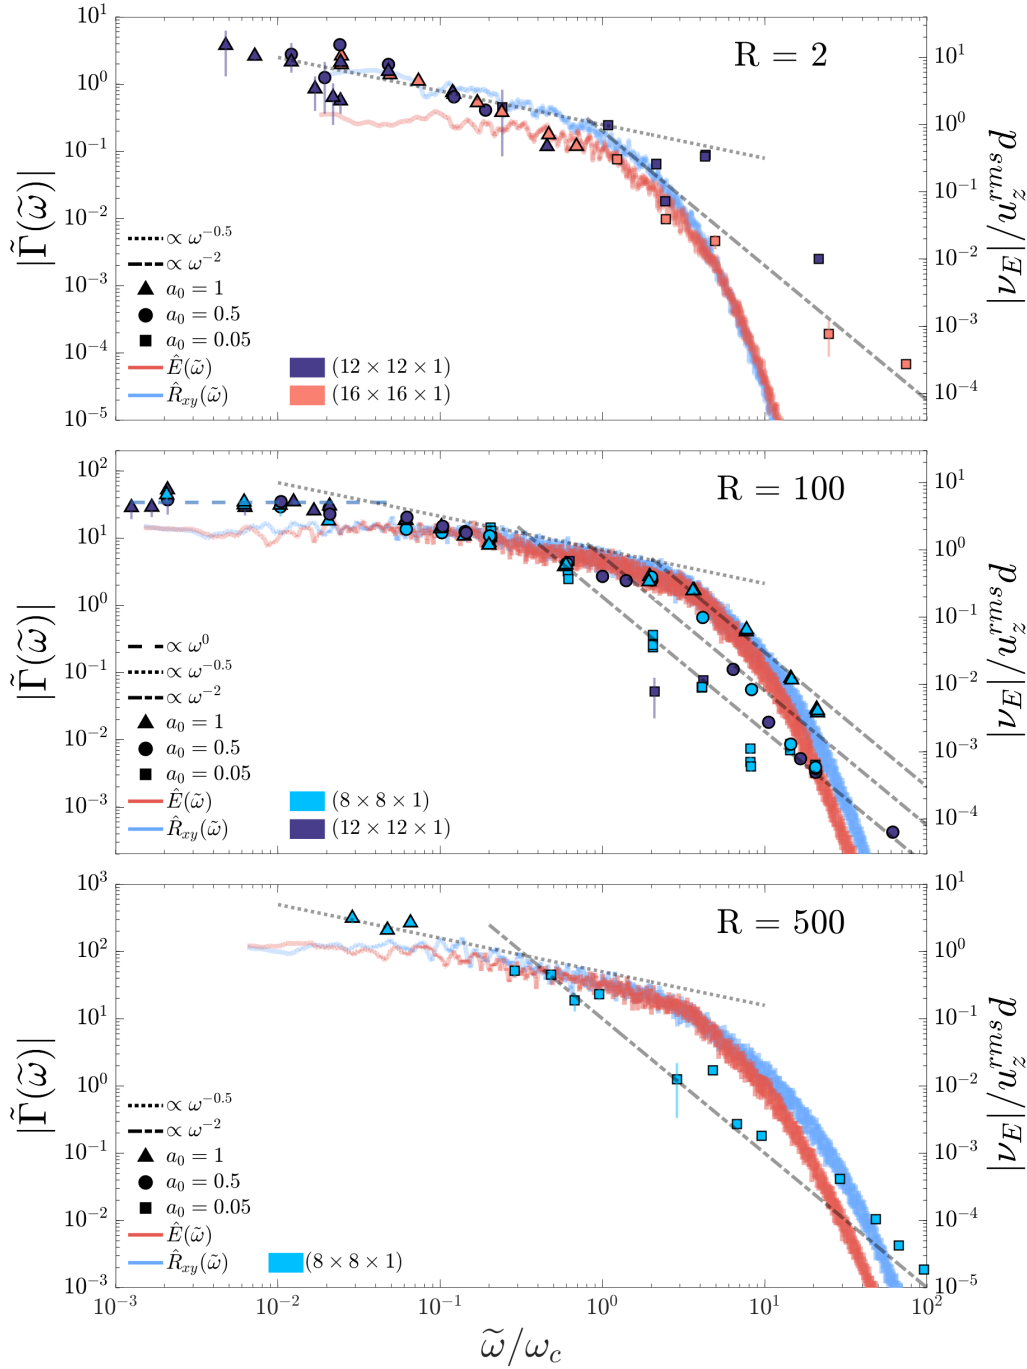 R = 2
10^1
10^0
10^-1
10^-2
10^-3
10^-4
10^-5
|Γ̃(ω̃)|
∝ ω^-0.5
∝ ω^-2
a_0 = 1
a_0 = 0.5
a_0 = 0.05
Ê(ω̃)
R̂_xy(ω̃)
(12 × 12 × 1)
(16 × 16 × 1)
10^1
10^0
10^-1
10^-2
10^-3
10^-4
|ν_E|/u_z^rms d
R = 100
10^2
10^1
10^0
10^-1
10^-2
10^-3
|Γ̃(ω̃)|
∝ ω^0
∝ ω^-0.5
∝ ω^-2
a_0 = 1
a_0 = 0.5
a_0 = 0.05
Ê(ω̃)
R̂_xy(ω̃)
(8 × 8 × 1)
(12 × 12 × 1)
10^1
10^0
10^-1
10^-2
10^-3
10^-4
|ν_E|/u_z^rms d
R = 500
10^3
10^2
10^1
10^0
10^-1
10^-2
10^-3
|Γ̃(ω̃)|
∝ ω^-0.5
∝ ω^-2
a_0 = 1
a_0 = 0.5
a_0 = 0.05
Ê(ω̃)
R̂_xy(ω̃)
(8 × 8 × 1)
10^1
10^0
10^-1
10^-2
10^-3
10^-4
10^-5
|ν_E|/u_z^rms d
10^-3 10^-2 10^-1 10^0 10^1 10^2
ω̃/ω_c